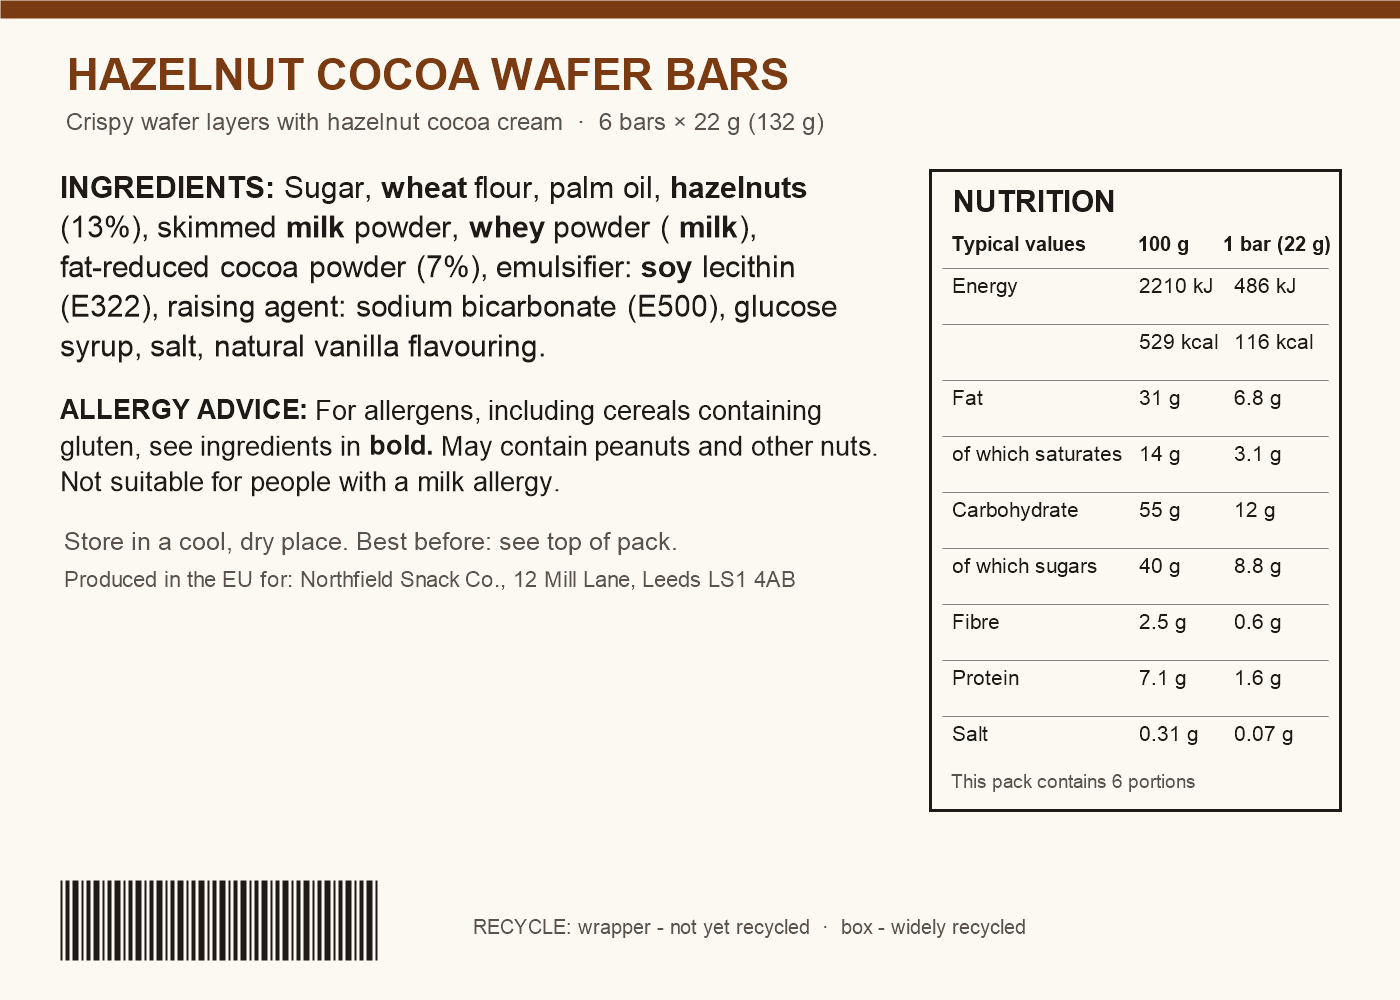 HAZELNUT COCOA WAFER BARS
Crispy wafer layers with hazelnut cocoa cream · 6 bars × 22 g (132 g)
INGREDIENTS: Sugar, wheat flour, palm oil, hazelnuts
(13%), skimmed milk powder, whey powder ( milk),
fat-reduced cocoa powder (7%), emulsifier: soy lecithin
(E322), raising agent: sodium bicarbonate (E500), glucose
syrup, salt, natural vanilla flavouring.
ALLERGY ADVICE: For allergens, including cereals containing
gluten, see ingredients in bold. May contain peanuts and other nuts.
Not suitable for people with a milk allergy.
Store in a cool, dry place. Best before: see top of pack.
Produced in the EU for: Northfield Snack Co., 12 Mill Lane, Leeds LS1 4AB
NUTRITION
Typical values 100 g 1 bar (22 g)
Energy 2210 kJ 486 kJ
529 kcal 116 kcal
Fat 31 g 6.8 g
of which saturates 14 g 3.1 g
Carbohydrate 55 g 12 g
of which sugars 40 g 8.8 g
Fibre 2.5 g 0.6 g
Protein 7.1 g 1.6 g
Salt 0.31 g 0.07 g
This pack contains 6 portions
RECYCLE: wrapper - not yet recycled · box - widely recycled